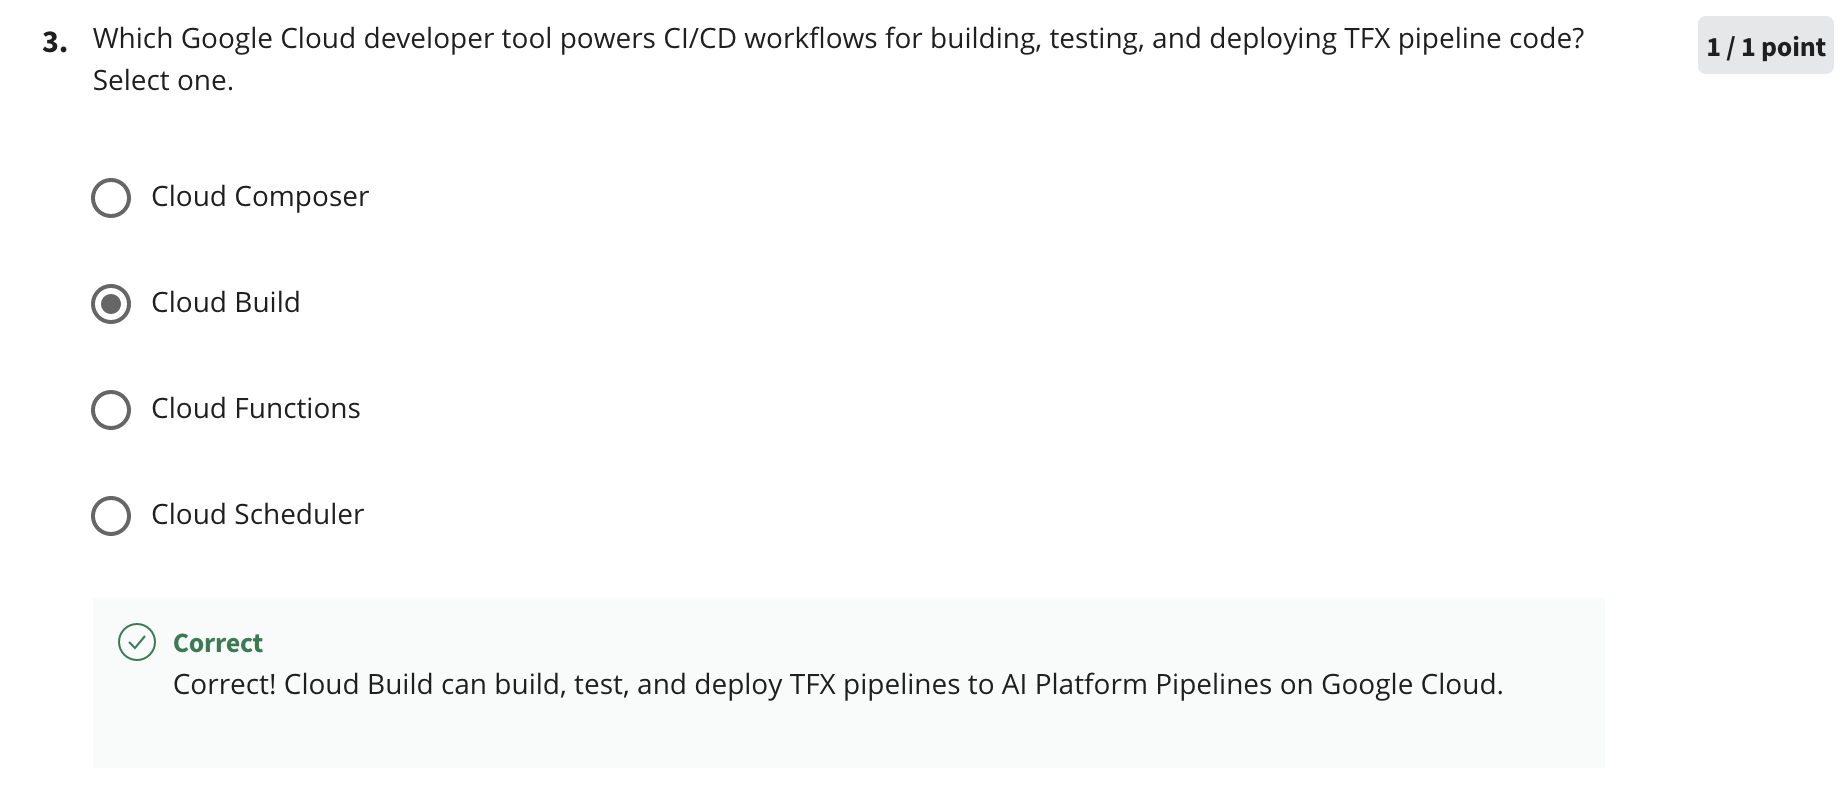 3. Which Google Cloud developer tool powers CI/CD workflows for building, testing, and deploying TFX pipeline code?
Select one.
1 / 1 point
Cloud Composer
Cloud Build
Cloud Functions
Cloud Scheduler
Correct
Correct! Cloud Build can build, test, and deploy TFX pipelines to AI Platform Pipelines on Google Cloud.